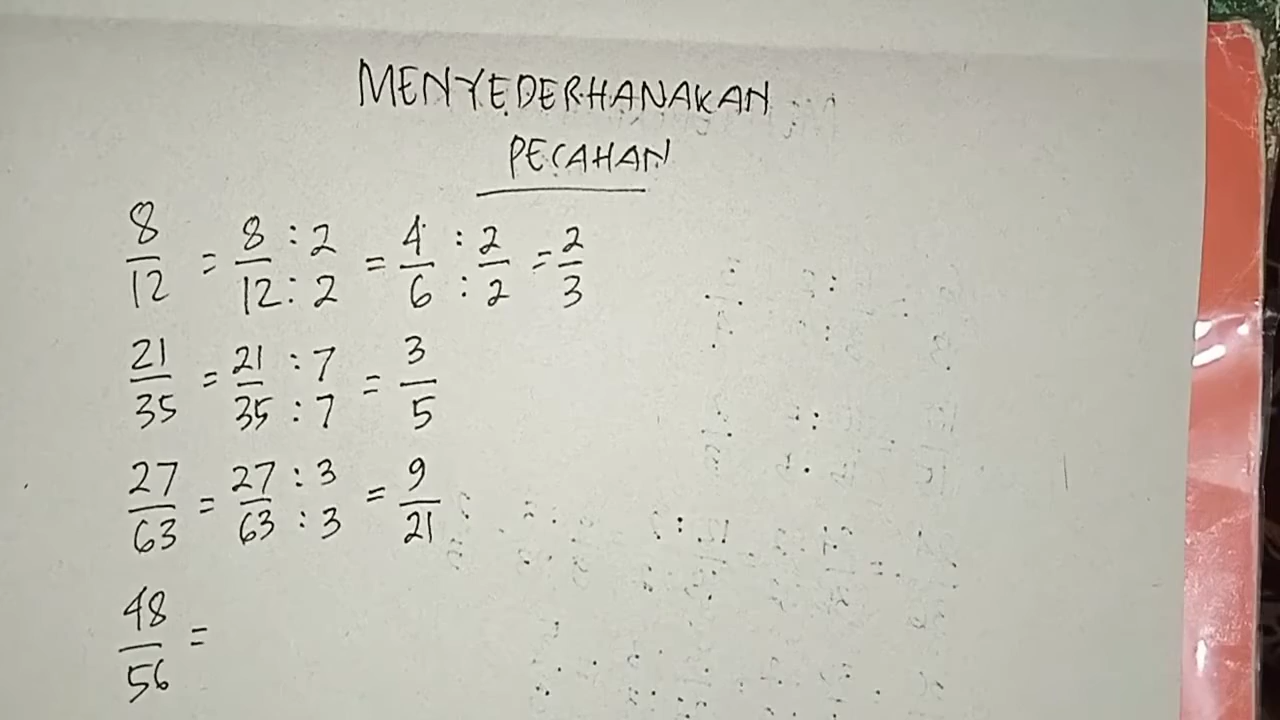 MENYEDERHANAKAN
PECAHAN
8/12 = 8 : 2/12 : 2 = 4 : 2/6 : 2 = 2/3
21/35 = 21 : 7/35 : 7 = 3/5
27/63 = 27 : 3/63 : 3 = 9/21
48/56 =